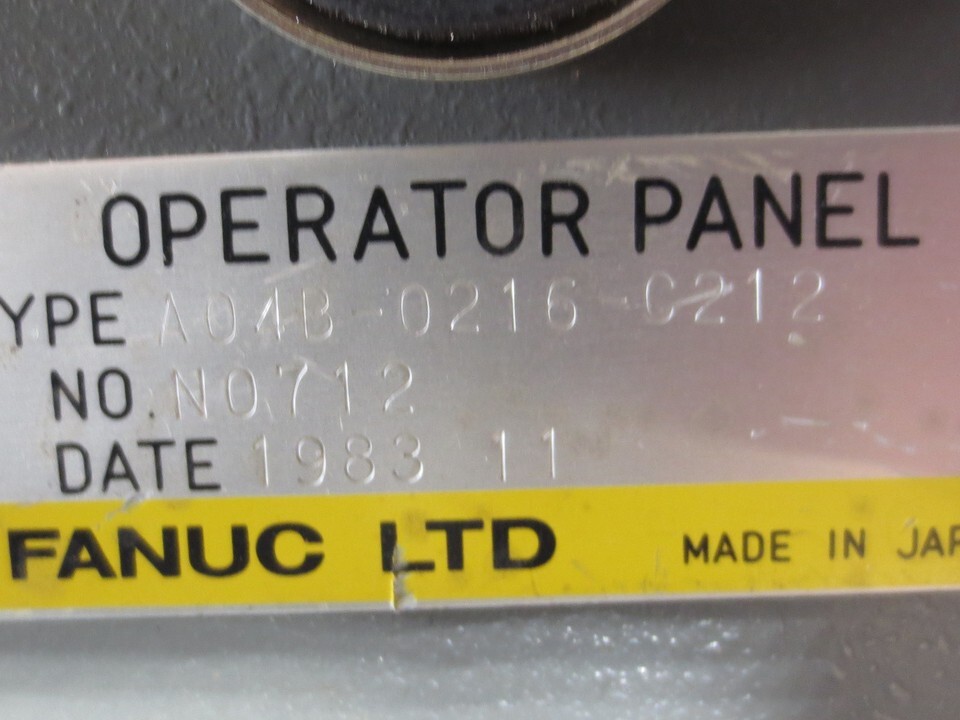 OPERATOR PANEL
YPE A04B-0216-C212
NO. N0712
DATE 1983 11
FANUC LTD MADE IN JAP